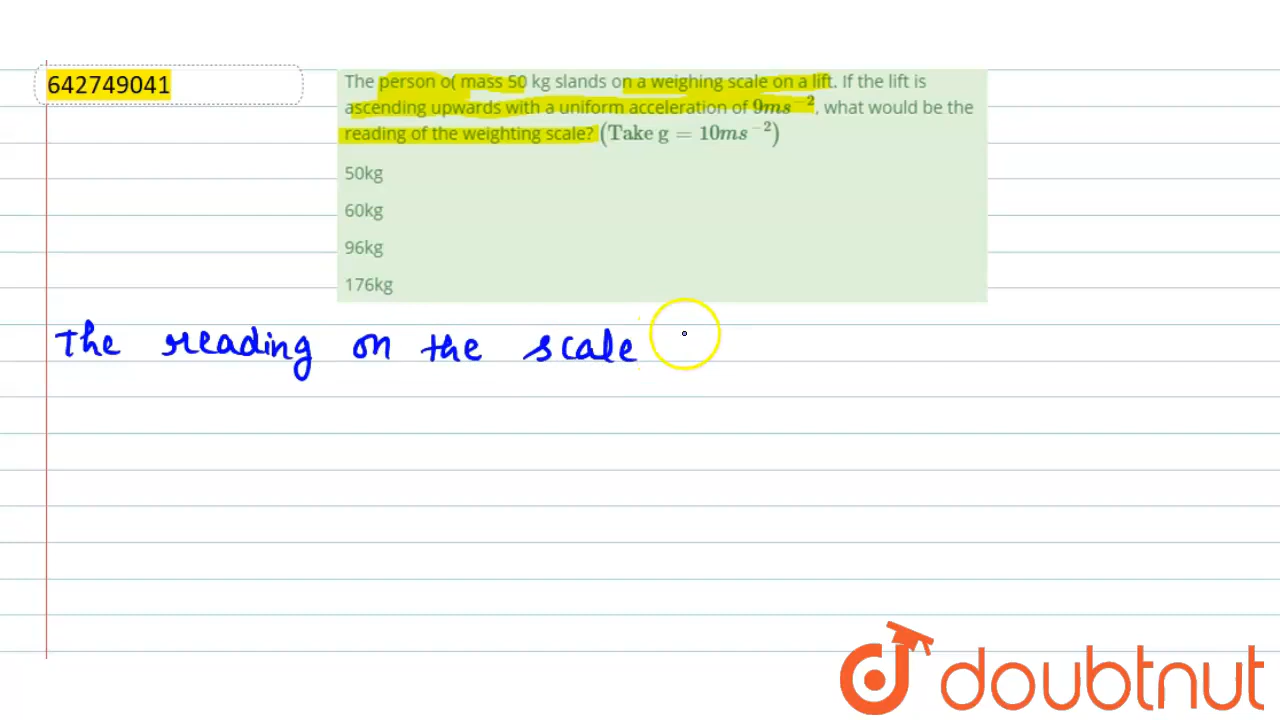 642749041
The person o( mass 50 kg slands on a weighing scale on a lift. If the lift is
ascending upwards with a uniform acceleration of 9ms⁻², what would be the
reading of the weighting scale? (Take g = 10ms⁻²)
50kg
60kg
96kg
176kg
The reading on the scale
doubtnut